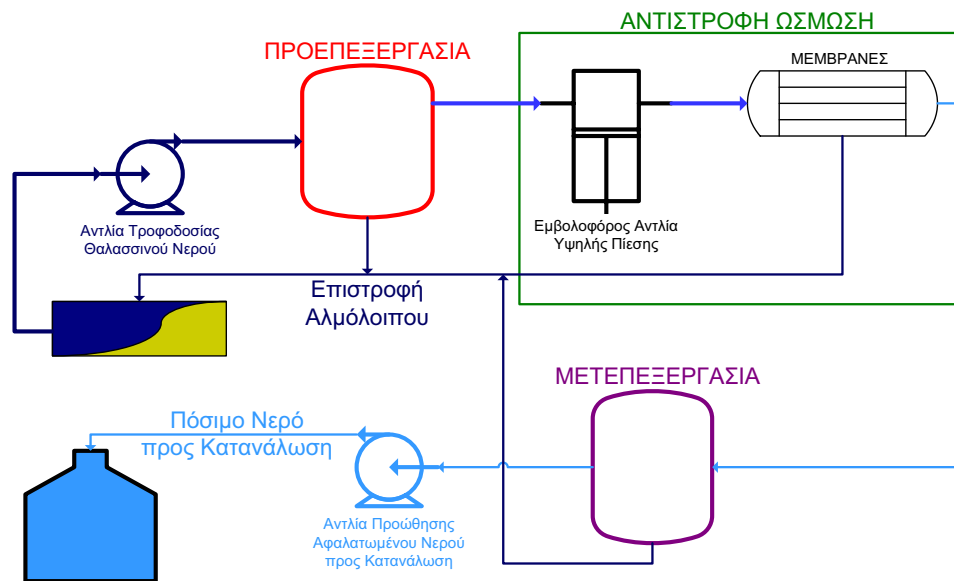 ΑΝΤΙΣΤΡΟΦΗ ΩΣΜΩΣΗ
ΠΡΟΕΠΕΞΕΡΓΑΣΙΑ
ΜΕΜΒΡΑΝΕΣ
Αντλία Τροφοδοσίας
Θαλασσινού Νερού
Εμβολοφόρος Αντλία
Υψηλής Πίεσης
Επιστροφή
Αλμόλοιπου
ΜΕΤΕΠΕΞΕΡΓΑΣΙΑ
Πόσιμο Νερό
προς Κατανάλωση
Αντλία Προώθησης
Αφαλατωμένου Νερού
προς Κατανάλωση